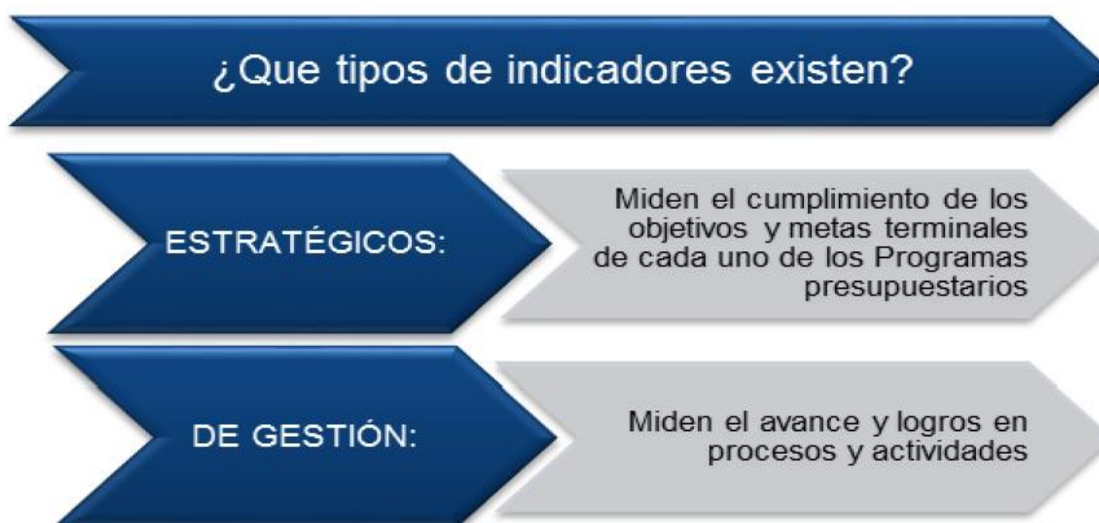 ¿Que tipos de indicadores existen?
ESTRATÉGICOS:
Miden el cumplimiento de los
objetivos y metas terminales
de cada uno de los Programas
presupuestarios
DE GESTIÓN:
Miden el avance y logros en
procesos y actividades